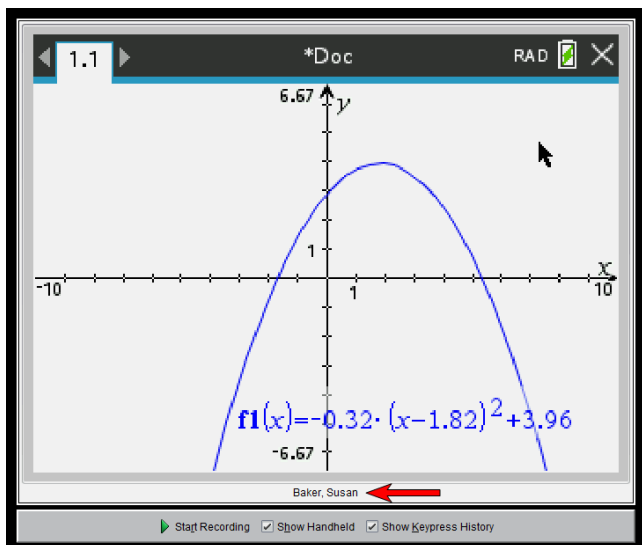 1.1 *Doc RAD
6.67 y
1
x
-10 1 10
f1(x)=-0.32·(x-1.82)²+3.96
-6.67
Baker, Susan
Start Recording Show Handheld Show Keypress History